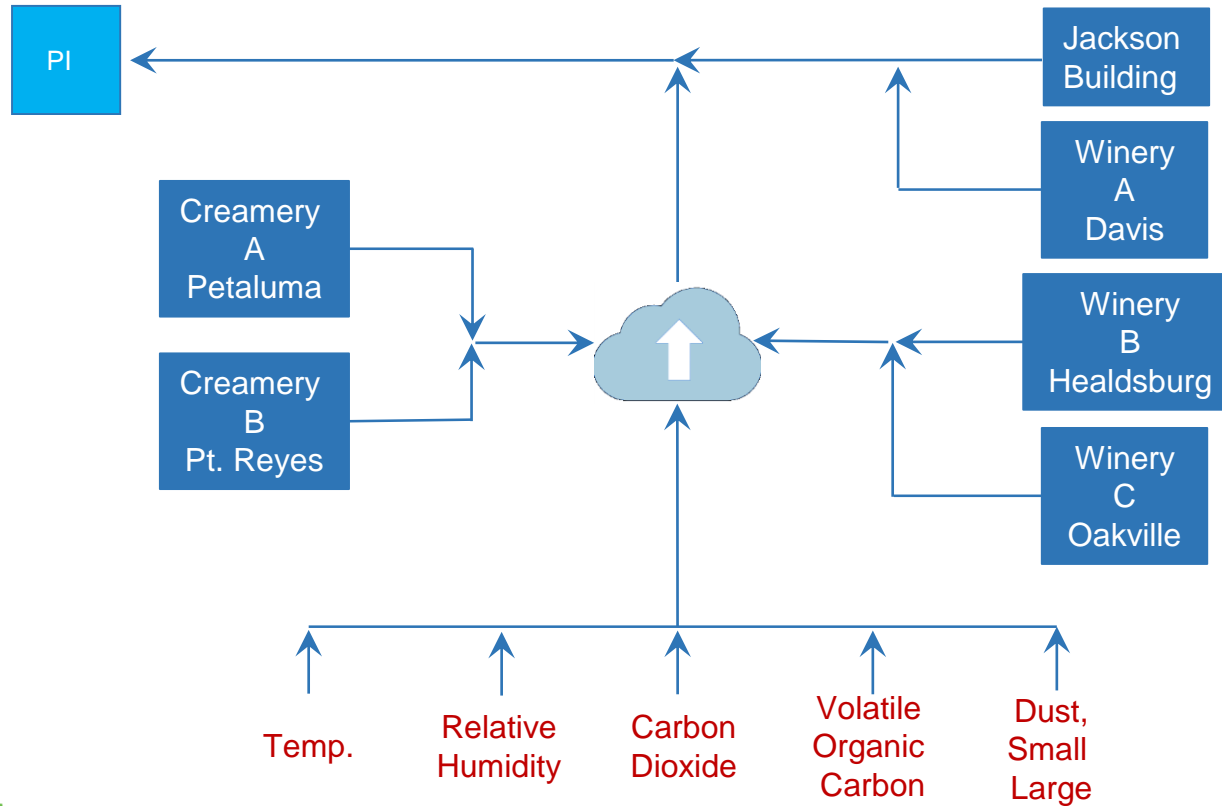 PI
Jackson
Building
Winery
A
Davis
Creamery
A
Petaluma
Winery
B
Healdsburg
Creamery
B
Pt. Reyes
Winery
C
Oakville
Temp.
Relative
Humidity
Carbon
Dioxide
Volatile
Organic
Carbon
Dust,
Small
Large